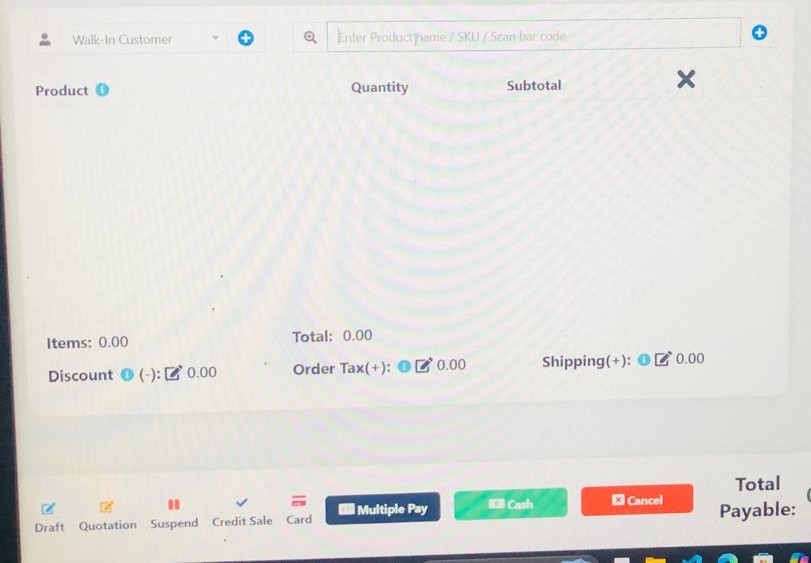 Walk-In Customer
Enter Product name / SKU / Scan bar code
Product Quantity Subtotal
Items: 0.00 Total: 0.00
Discount (-): 0.00 Order Tax(+): 0.00 Shipping(+): 0.00
Draft Quotation Suspend Credit Sale Card Multiple Pay Cash Cancel Total
Payable: